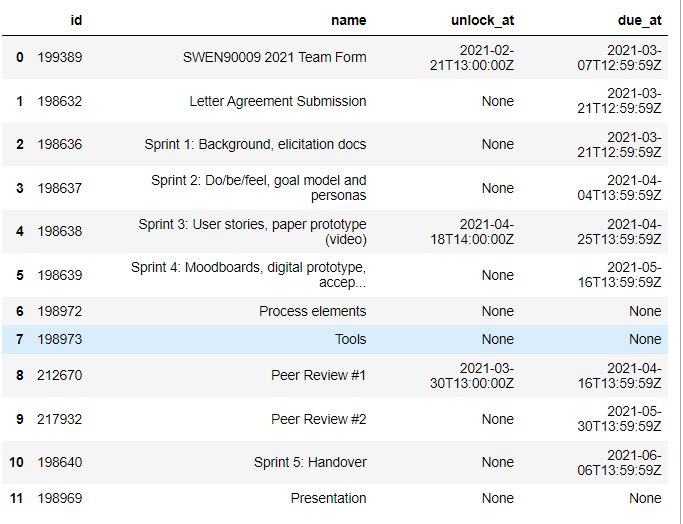 id name unlock_at due_at
0 199389 SWEN90009 2021 Team Form 2021-02-21T13:00:00Z 2021-03-07T12:59:59Z
1 198632 Letter Agreement Submission None 2021-03-21T12:59:59Z
2 198636 Sprint 1: Background, elicitation docs None 2021-03-21T12:59:59Z
3 198637 Sprint 2: Do/be/feel, goal model and personas None 2021-04-04T13:59:59Z
4 198638 Sprint 3: User stories, paper prototype (video) 2021-04-18T14:00:00Z 2021-04-25T13:59:59Z
5 198639 Sprint 4: Moodboards, digital prototype, accep... None 2021-05-16T13:59:59Z
6 198972 Process elements None None
7 198973 Tools None None
8 212670 Peer Review #1 2021-03-30T13:00:00Z 2021-04-16T13:59:59Z
9 217932 Peer Review #2 None 2021-05-30T13:59:59Z
10 198640 Sprint 5: Handover None 2021-06-06T13:59:59Z
11 198969 Presentation None None